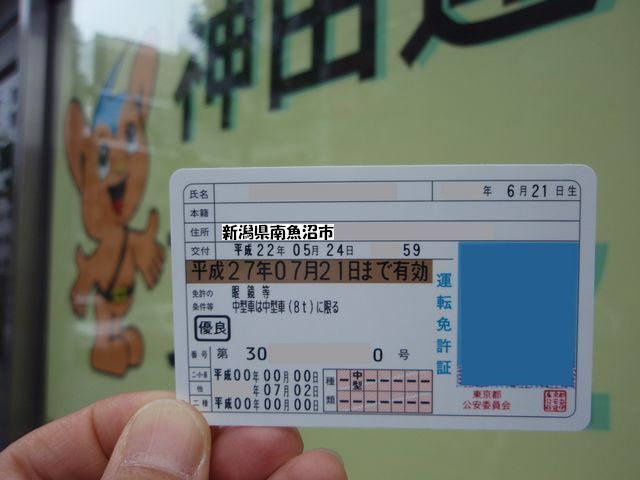 神田運
氏名
年 6月21日生
本籍
住所 新潟県南魚沼市
交付 平成22年05月24日 59
平成27年07月21日まで有効
免許の
条件等
眼鏡等
中型車は中型車(8t)に限る
優良
番号 第 30 0 号
二・小・原 平成00年00月00日
他 年07月02日
二種 平成00年00月00日
種類
中型
運転免許証
東京都
公安委員会